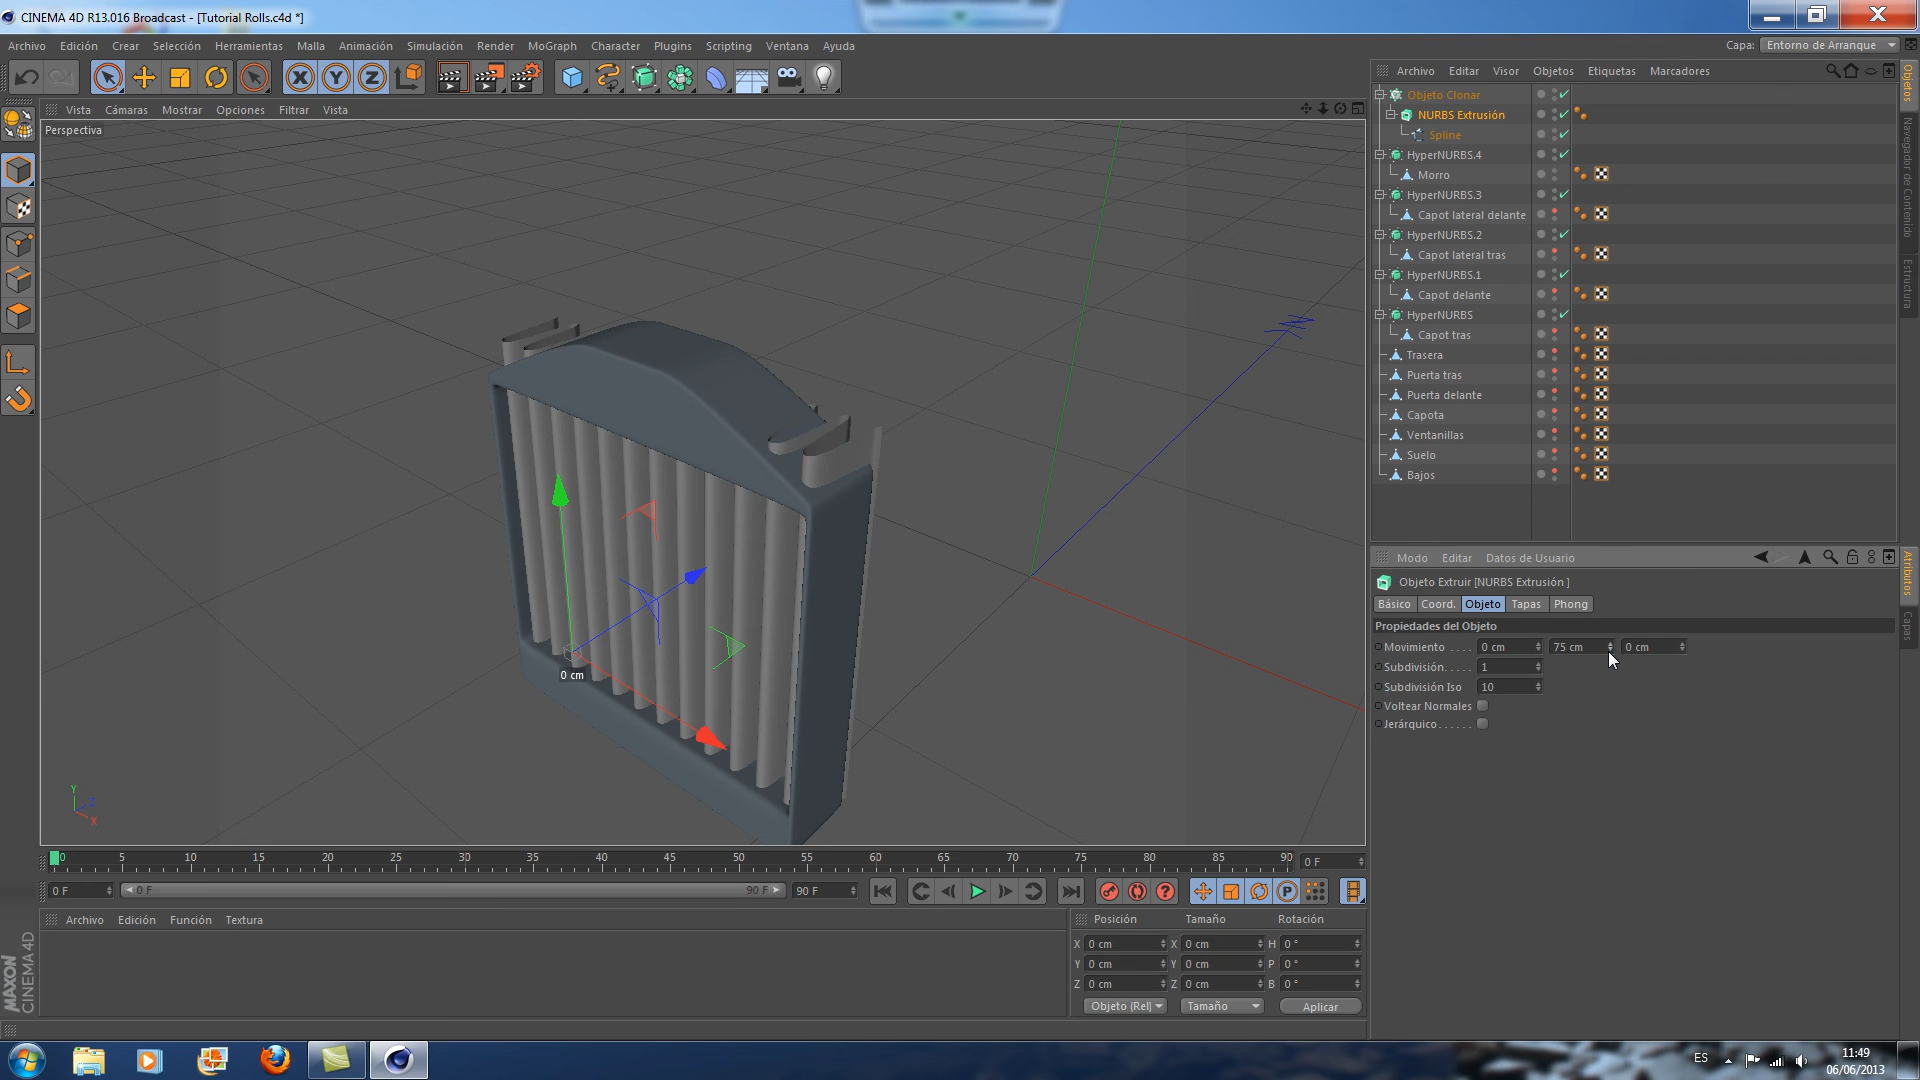 CINEMA 4D R13.016 Broadcast - [Tutorial Rolls.c4d *]
Archivo Edición Crear Selección Herramientas Malla Animación Simulación Render MoGraph Character Plugins Scripting Ventana Ayuda
Capa: Entorno de Arranque
Archivo Editar Visor Objetos Etiquetas Marcadores
Vista Cámaras Mostrar Opciones Filtrar Vista
Perspectiva
Objeto Clonar
NURBS Extrusión
Spline
HyperNURBS.4
Morro
HyperNURBS.3
Capot lateral delante
HyperNURBS.2
Capot lateral tras
HyperNURBS.1
Capot delante
HyperNURBS
Capot tras
Trasera
Puerta tras
Puerta delante
Capota
Ventanillas
Suelo
Bajos
Objetos
Navegador de Contenido
Estructura
0 cm
Y Z X
Modo Editar Datos de Usuario
Objeto Extruir [NURBS Extrusión ]
Básico Coord. Objeto Tapas Phong
Propiedades del Objeto
Movimiento . . . . 0 cm 75 cm 0 cm
Subdivisión. . . . . 1
Subdivisión Iso 10
Voltear Normales
Jerárquico . . . . . .
Atributos
Capas
0 5 10 15 20 25 30 35 40 45 50 55 60 65 70 75 80 85 90 0 F
0 F 0 F 90 F 90 F
Archivo Edición Función Textura
Posición Tamaño Rotación
X 0 cm X 0 cm H 0 °
Y 0 cm Y 0 cm P 0 °
Z 0 cm Z 0 cm B 0 °
Objeto (Rel) Tamaño Aplicar
MAXON
CINEMA 4D
ES
11:49
06/06/2013